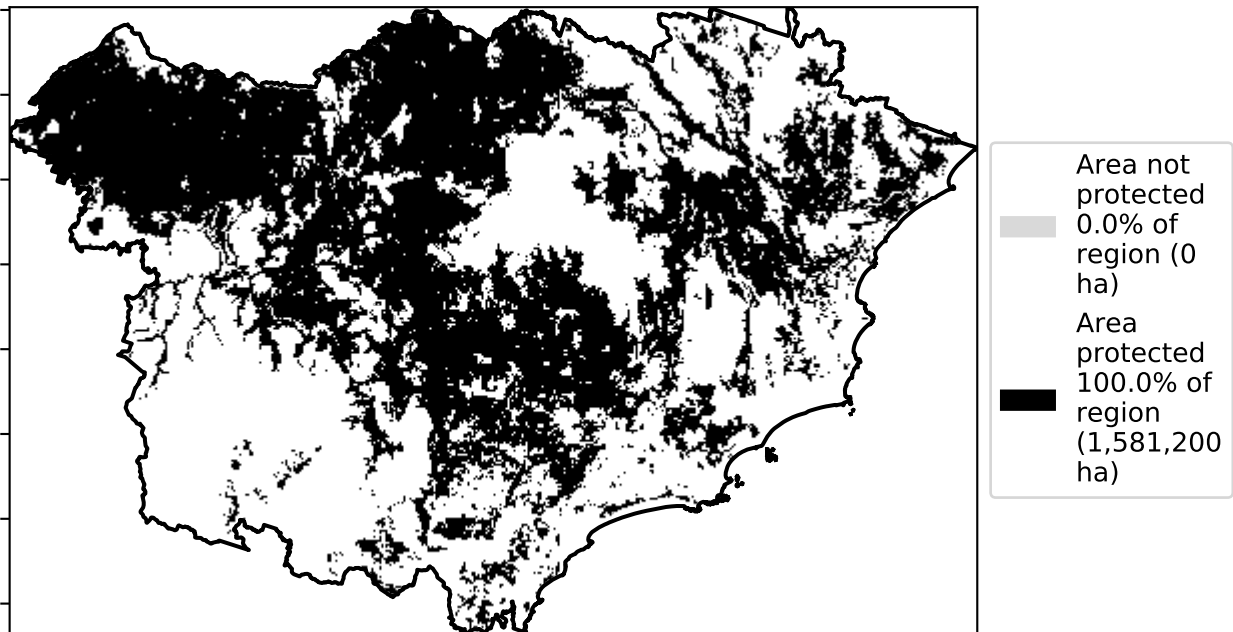 Area not
protected
0.0% of
region (0
ha)
Area
protected
100.0% of
region
(1,581,200
ha)